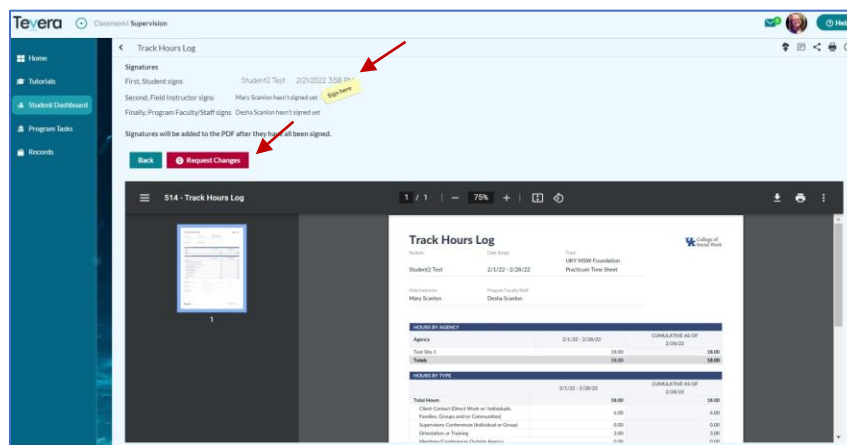 Tevera Classroom | Supervision
Help
Home
Tutorials
Student Dashboard
Program Tasks
Records
Track Hours Log
Signatures
First, Student signs Student2 Test 2/21/2022 3:58 PM
Sign here
Second, Field Instructor signs Mary Scanlon hasn't signed yet
Finally, Program Faculty/Staff signs Desha Scanlon hasn't signed yet
Signatures will be added to the PDF after they have all been signed.
Back Request Changes
514 - Track Hours Log 1 / 1 75%
1
Track Hours Log
UK College of Social Work
Student Date Range Track
Student2 Test 2/1/22 - 2/28/22 UKY MSW Foundation Practicum Time Sheet
Field Instructor Program Faculty/Staff
Mary Scanlon Desha Scanlon
HOURS BY AGENCY
Agency 2/1/22 - 2/28/22 CUMULATIVE AS OF 2/28/22
Test Site 1 18.00 18.00
Totals 18.00 18.00
HOURS BY TYPE
2/1/22 - 2/28/22 CUMULATIVE AS OF 2/28/22
Total Hours 18.00 18.00
Client Contact (Direct Work w/ Individuals, Families, Groups and/or Communities) 6.00 6.00
Supervisory Conferences (Individual or Group) 0.00 0.00
Orientation or Training 3.00 3.00
Meetings/Conferences Outside Agency 0.00 0.00